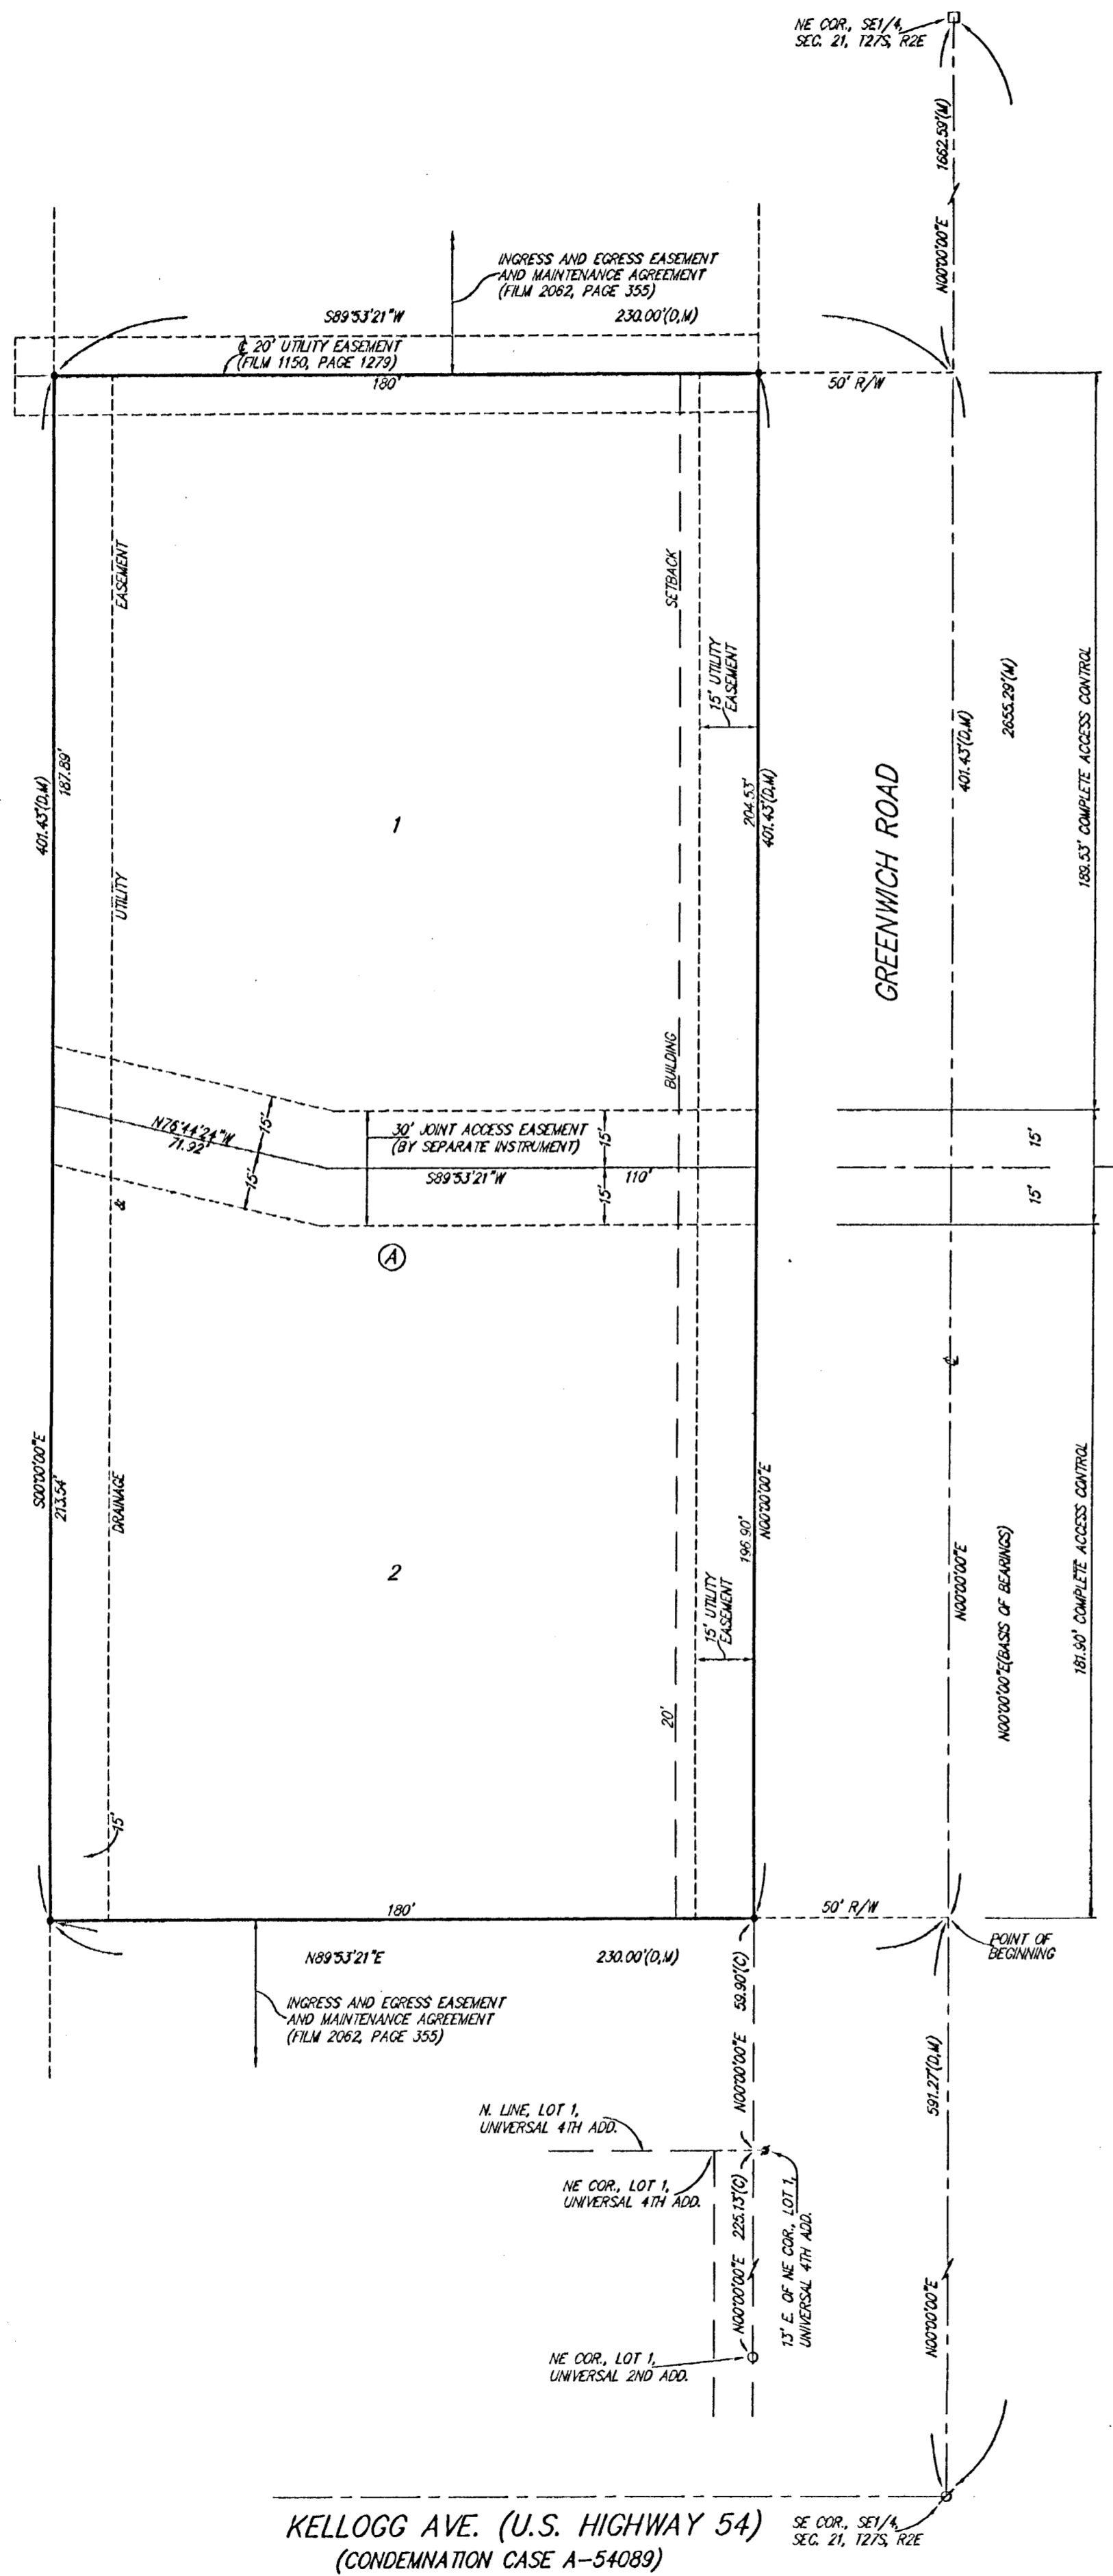 NE COR., SE1/4,
SEC. 21, T27S, R2E
1662.59'(M)
N00°00'00"E
INGRESS AND EGRESS EASEMENT
AND MAINTENANCE AGREEMENT
(FILM 2062, PAGE 355)
S89°53'21"W
230.00'(D,M)
℄ 20' UTILITY EASEMENT
(FILM 1150, PAGE 1279)
180'
50' R/W
EASEMENT
SETBACK
15' UTILITY
EASEMENT
401.43'(D,M)
187.89'
1
204.53'
401.43'(D,M)
GREENWICH ROAD
401.43'(D,M)
2655.29'(M)
189.53' COMPLETE ACCESS CONTROL
UTILITY
BUILDING
N76°44'24"W
71.92'
15'
15'
30' JOINT ACCESS EASEMENT
(BY SEPARATE INSTRUMENT)
15'
S89°53'21"W
110'
15'
15'
15'
&
A
℄
S00°00'00"E
213.54'
DRAINAGE
2
196.90'
N00°00'00"E
15' UTILITY
EASEMENT
20'
15'
N00°00'00"E
N00°00'00"E(BASIS OF BEARINGS)
181.90' COMPLETE ACCESS CONTROL
180'
50' R/W
POINT OF
BEGINNING
N89°53'21"E
230.00'(D,M)
INGRESS AND EGRESS EASEMENT
AND MAINTENANCE AGREEMENT
(FILM 2062, PAGE 355)
59.90'(C)
N00°00'00"E
591.27'(D,M)
N. LINE, LOT 1,
UNIVERSAL 4TH ADD.
NE COR., LOT 1,
UNIVERSAL 4TH ADD.
225.13'(C)
N00°00'00"E
13' E. OF NE COR., LOT 1,
UNIVERSAL 4TH ADD.
N00°00'00"E
NE COR., LOT 1,
UNIVERSAL 2ND ADD.
KELLOGG AVE. (U.S. HIGHWAY 54)
(CONDEMNATION CASE A-54089)
SE COR., SE1/4,
SEC. 21, T27S, R2E